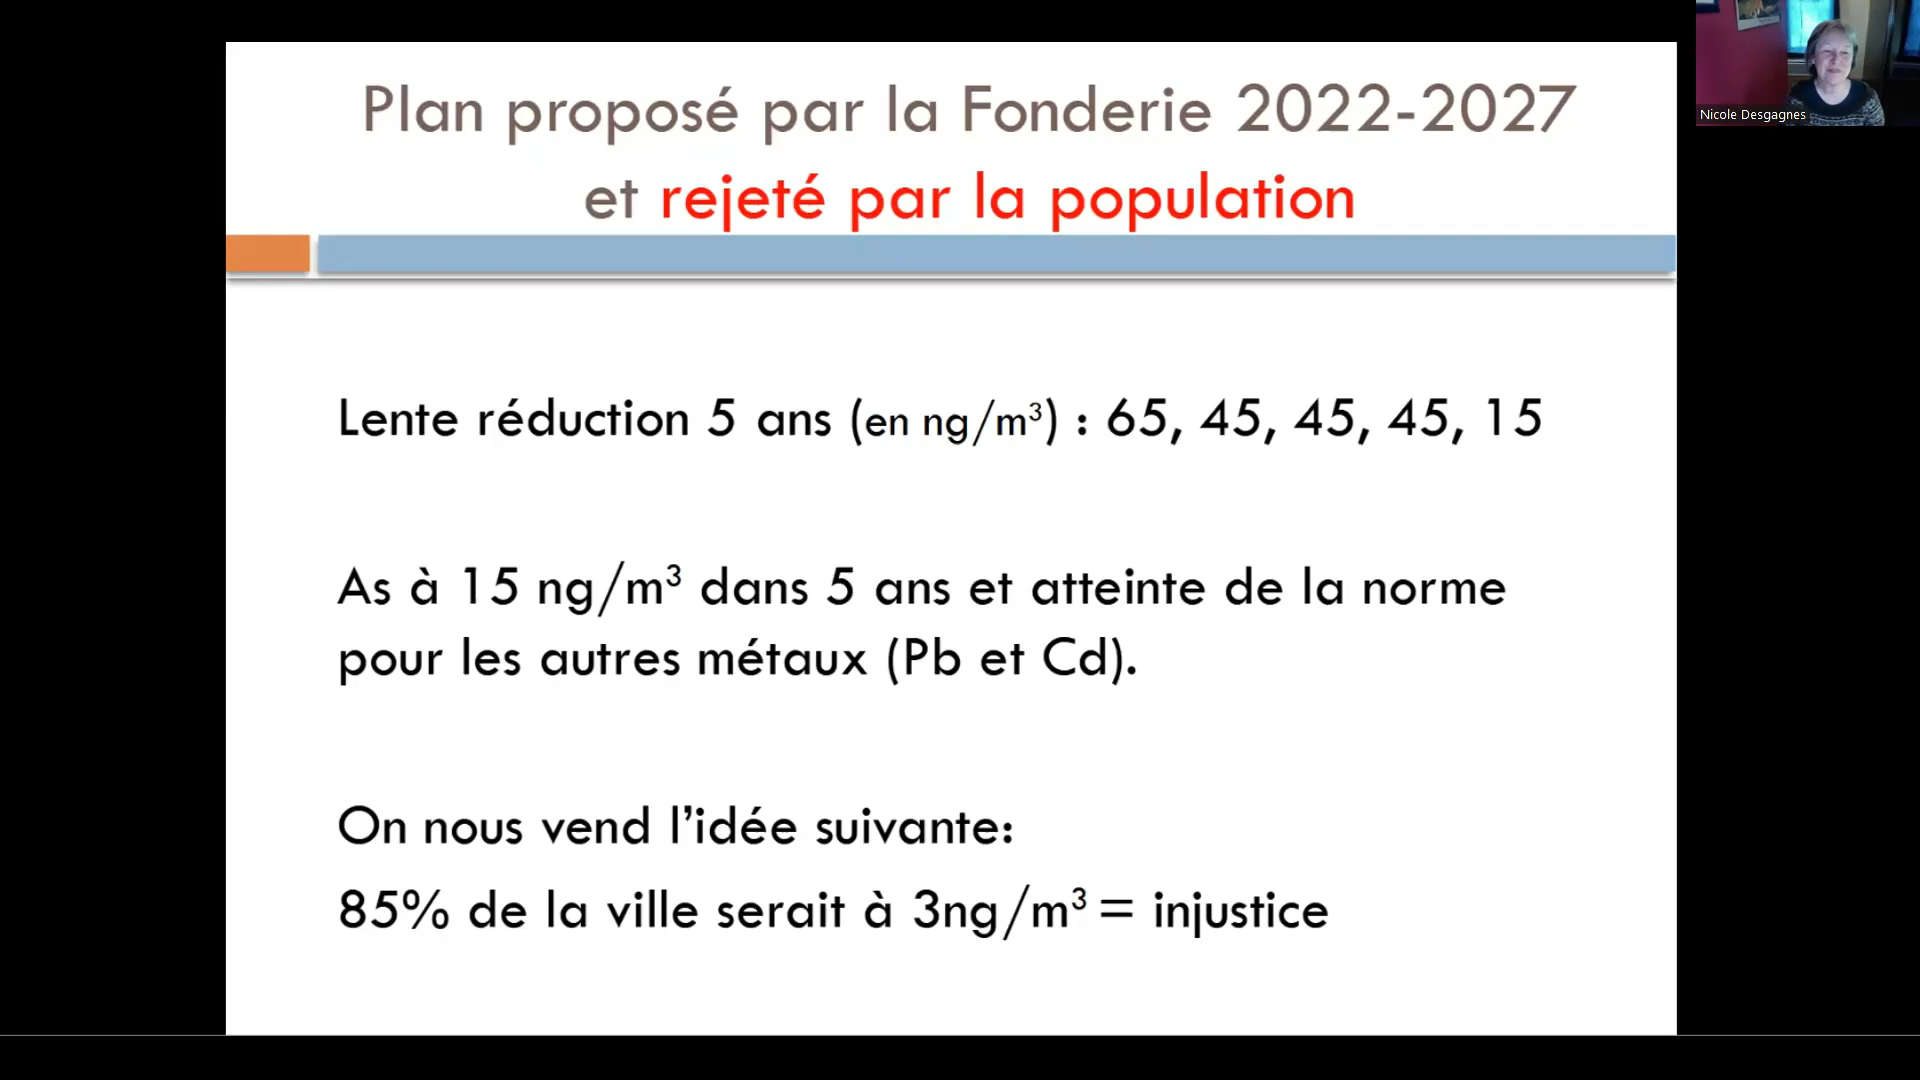 Plan proposé par la Fonderie 2022-2027
et rejeté par la population
Lente réduction 5 ans (en ng/m³) : 65, 45, 45, 45, 15
As à 15 ng/m³ dans 5 ans et atteinte de la norme
pour les autres métaux (Pb et Cd).
On nous vend l’idée suivante:
85% de la ville serait à 3ng/m³ = injustice
Nicole Desgagnes